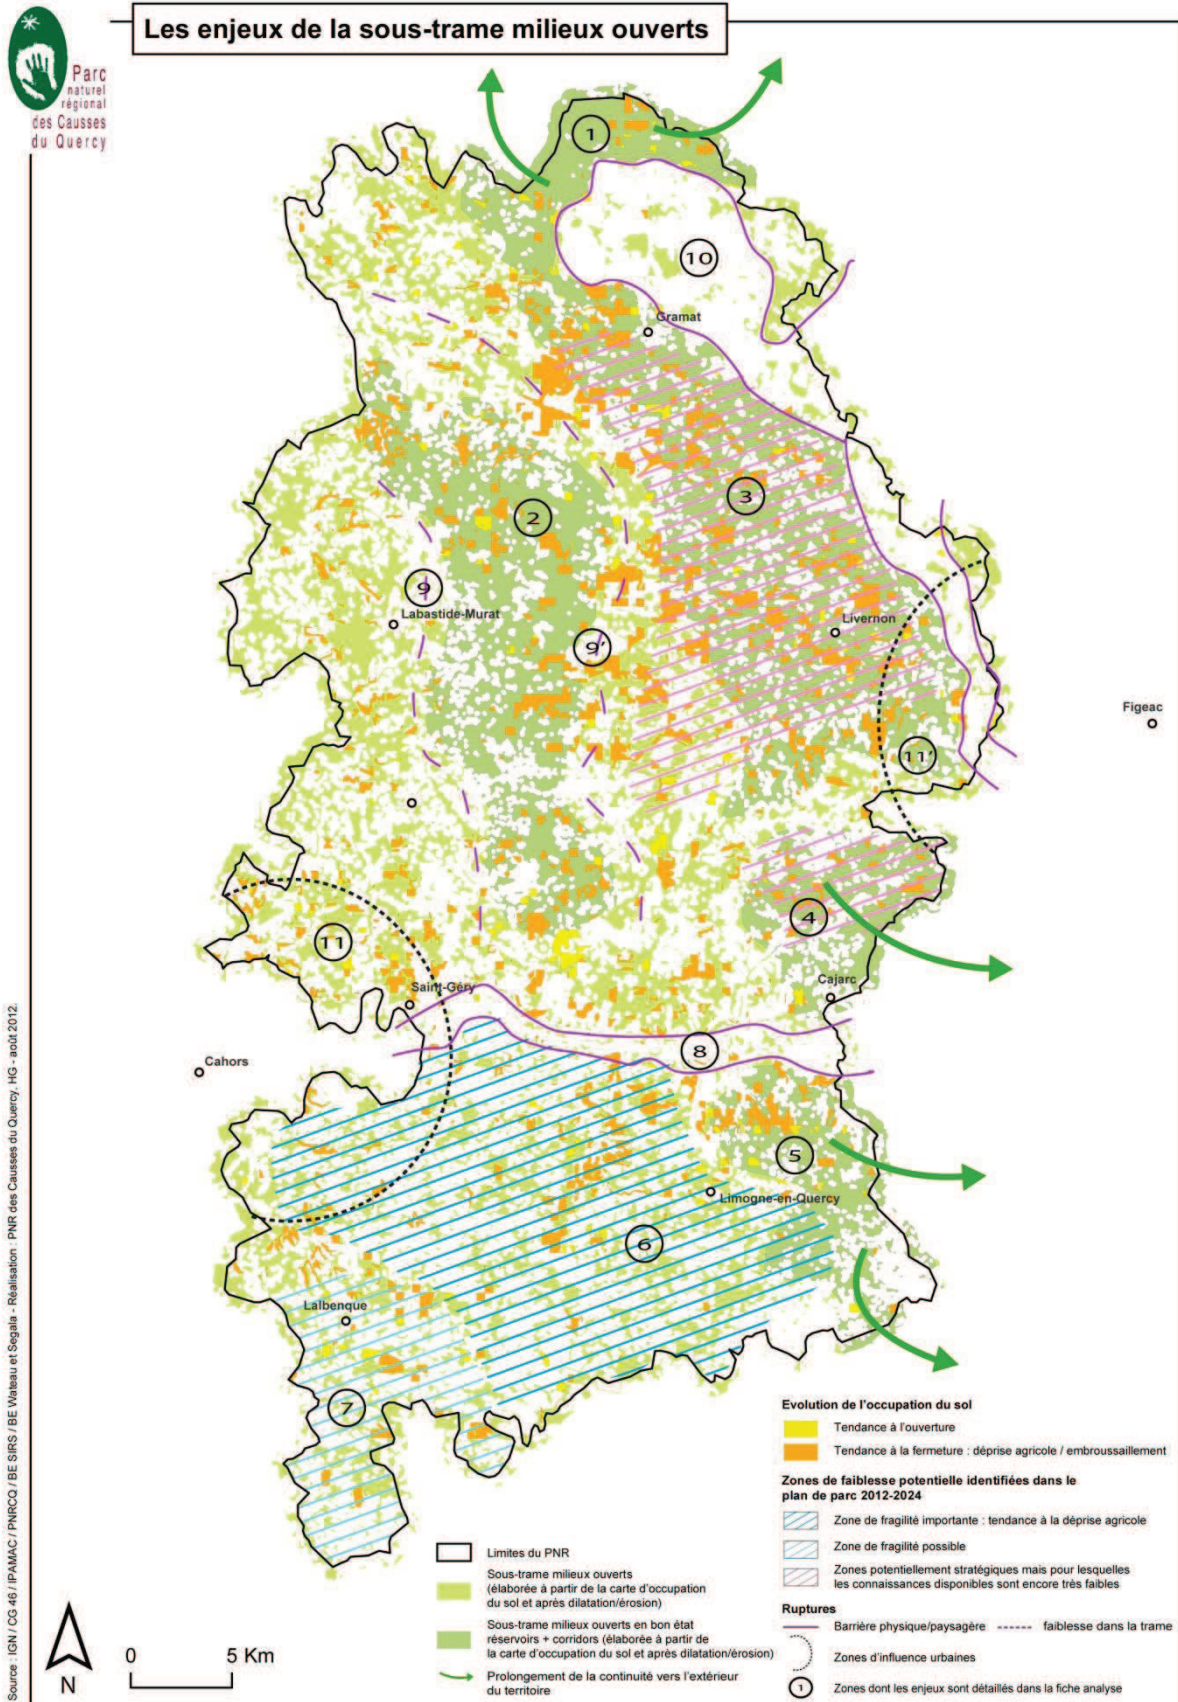 Les enjeux de la sous-trame milieux ouverts
Parc
naturel
régional
des Causses
du Quercy
1
10
Gramat
3
2
9
Labastide-Murat
9'
Livernon
Figeac
11'
4
11
Saint-Géry
Cajarc
8
Cahors
5
Limogne-en-Quercy
6
Lalbenque
7
Evolution de l'occupation du sol
Tendance à l'ouverture
Tendance à la fermeture : déprise agricole / embroussaillement
Zones de faiblesse potentielle identifiées dans le
plan de parc 2012-2024
Zone de fragilité importante : tendance à la déprise agricole
Zone de fragilité possible
Zones potentiellement stratégiques mais pour lesquelles
les connaissances disponibles sont encore très faibles
Ruptures
Barrière physique/paysagère faiblesse dans la trame
Zones d'influence urbaines
1 Zones dont les enjeux sont détaillés dans la fiche analyse
Limites du PNR
Sous-trame milieux ouverts
(élaborée à partir de la carte d'occupation
du sol et après dilatation/érosion)
Sous-trame milieux ouverts en bon état
réservoirs + corridors (élaborée à partir de
la carte d'occupation du sol et après dilatation/érosion)
Prolongement de la continuité vers l'extérieur
du territoire
N
0 5 Km
Source : IGN / CG 46 / IPAMAC / PNRCQ / BE SIRS / BE Wateau et Segala - Réalisation : PNR des Causses du Quercy, HG - août 2012.